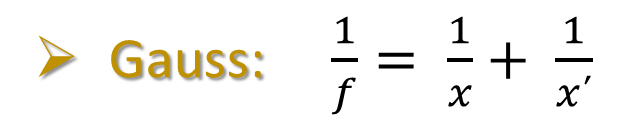 Gauss: 1/f = 1/x + 1/x′